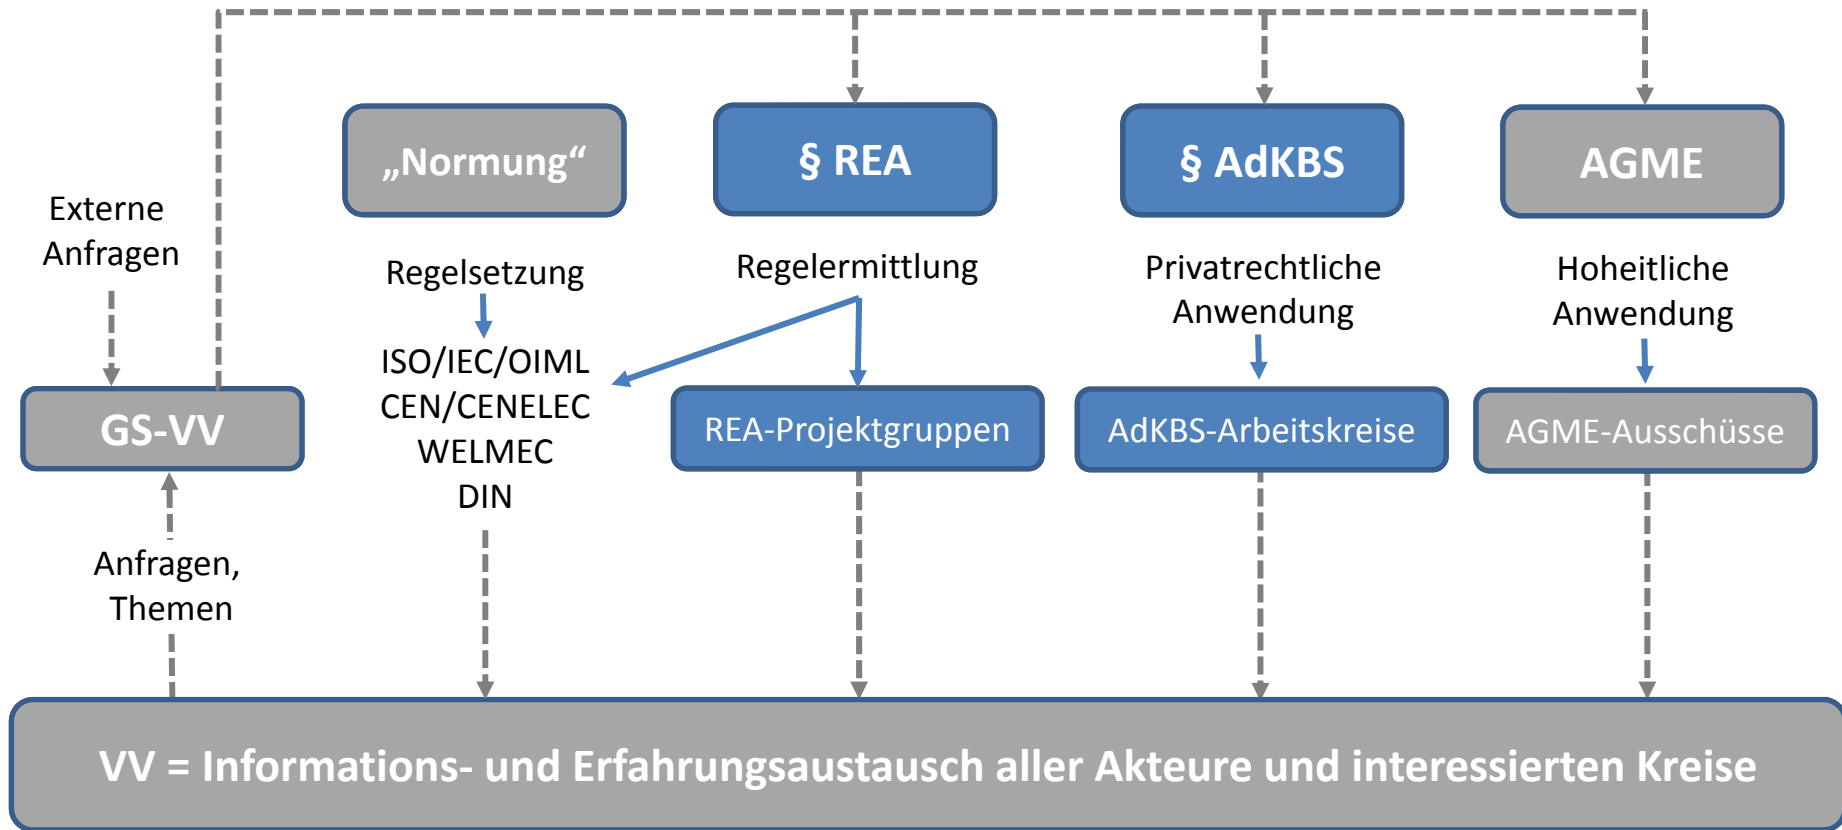 „Normung“
§ REA
§ AdKBS
AGME
Externe
Anfragen
Regelsetzung
Regelermittlung
Privatrechtliche
Anwendung
Hoheitliche
Anwendung
ISO/IEC/OIML
CEN/CENELEC
WELMEC
DIN
GS-VV
REA-Projektgruppen
AdKBS-Arbeitskreise
AGME-Ausschüsse
Anfragen,
Themen
VV = Informations- und Erfahrungsaustausch aller Akteure und interessierten Kreise